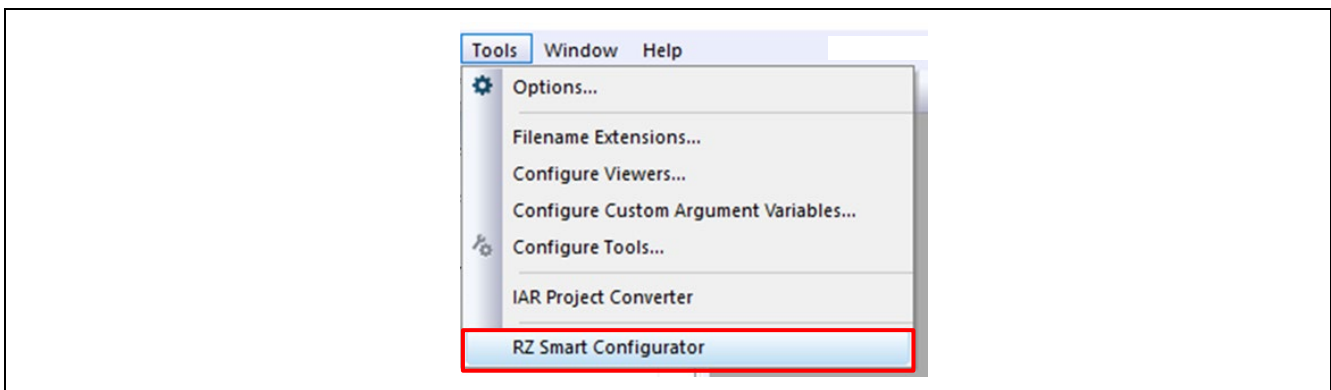 Tools Window Help
Options...
Filename Extensions...
Configure Viewers...
Configure Custom Argument Variables...
Configure Tools...
IAR Project Converter
RZ Smart Configurator